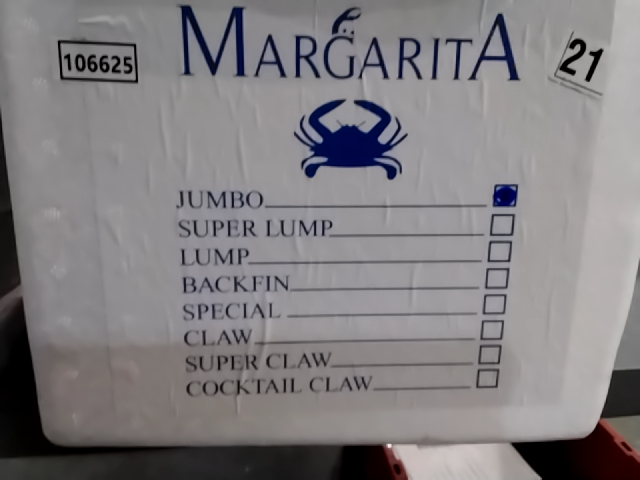 MARGARITA
106625
21
JUMBO
SUPER LUMP
LUMP
BACKFIN
SPECIAL
CLAW
SUPER CLAW
COCKTAIL CLAW